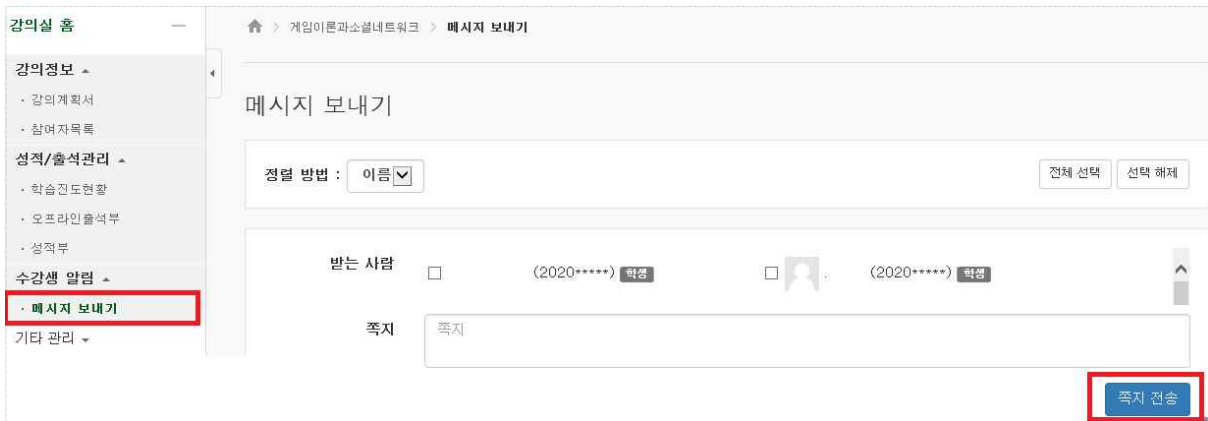 강의실 홈
강의정보
· 강의계획서
· 참여자목록
성적/출석관리
· 학습진도현황
· 오프라인출석부
· 성적부
수강생 알림
· 메시지 보내기
기타 관리
게임이론과소셜네트워크 > 메시지 보내기
메시지 보내기
정렬 방법 : 이름 전체 선택 선택 해제
받는 사람 (2020*****) 학생 (2020*****) 학생
쪽지 쪽지
쪽지 전송